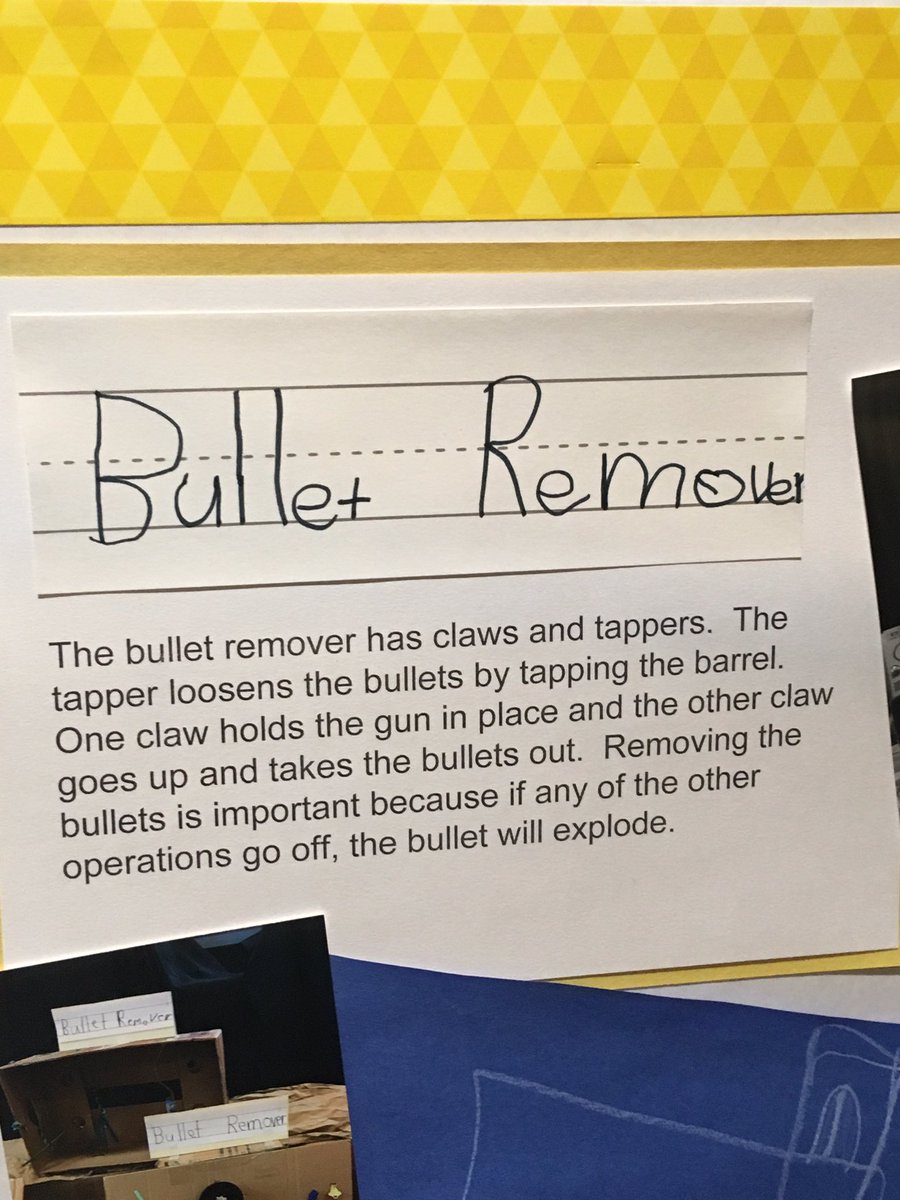 Bullet Remover
The bullet remover has claws and tappers. The
tapper loosens the bullets by tapping the barrel.
One claw holds the gun in place and the other claw
goes up and takes the bullets out. Removing the
bullets is important because if any of the other
operations go off, the bullet will explode.
Bullet Remover
Bullet Remover